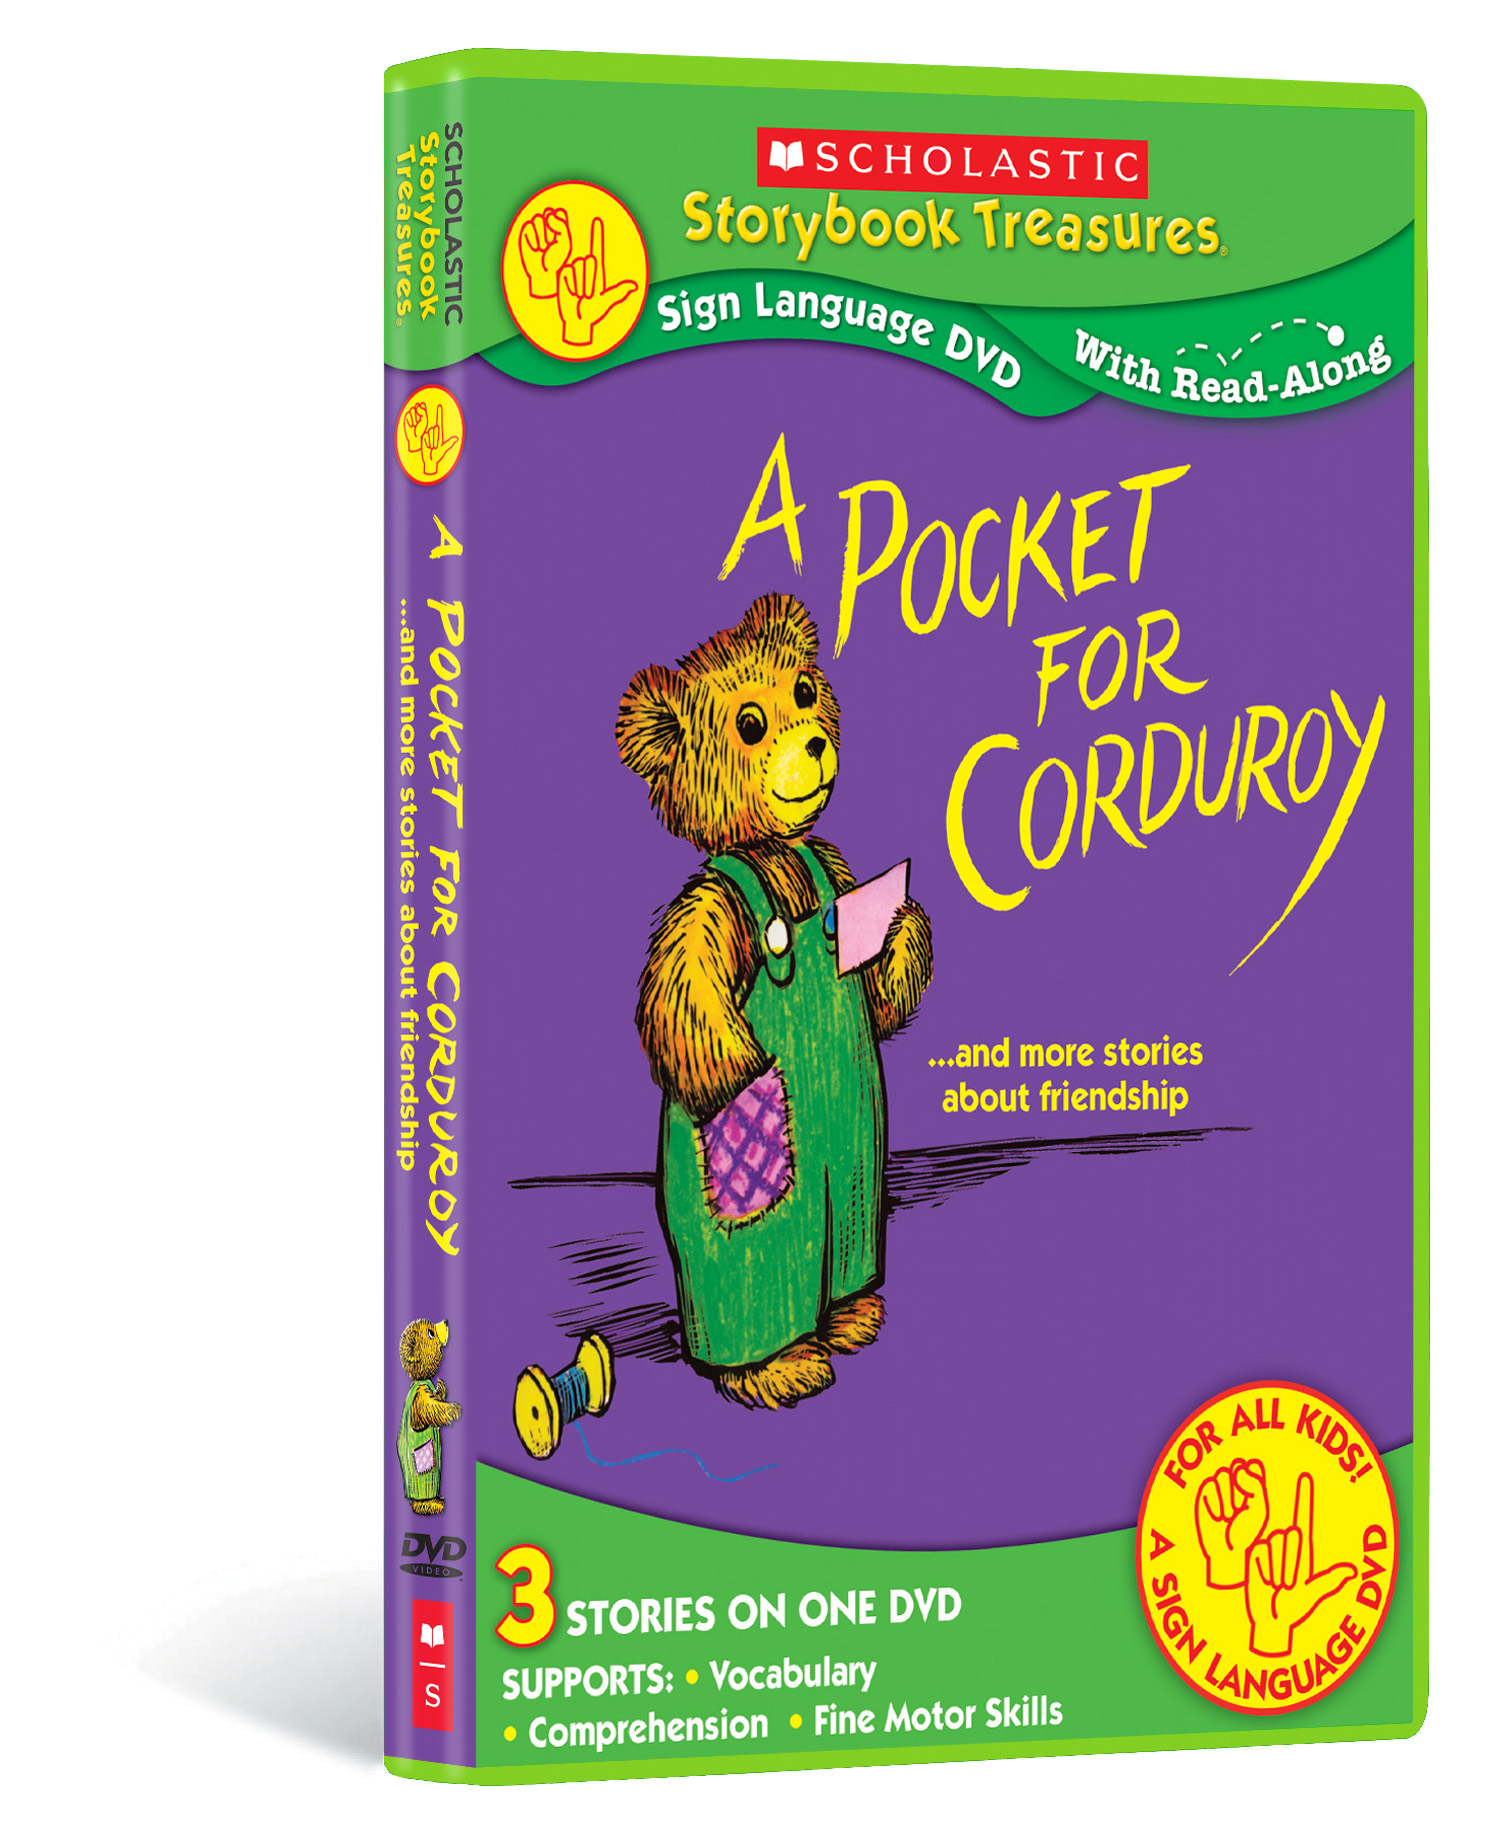 SCHOLASTIC
Storybook Treasures®
Sign Language DVD
With Read-Along
A POCKET
FOR
CORDUROY
...and more stories
about friendship
FOR ALL KIDS!
A SIGN LANGUAGE DVD
3 STORIES ON ONE DVD
SUPPORTS: • Vocabulary
• Comprehension • Fine Motor Skills
SCHOLASTIC
Storybook
Treasures®
A POCKET FOR CORDUROY
...and more stories about friendship
DVD
VIDEO
S